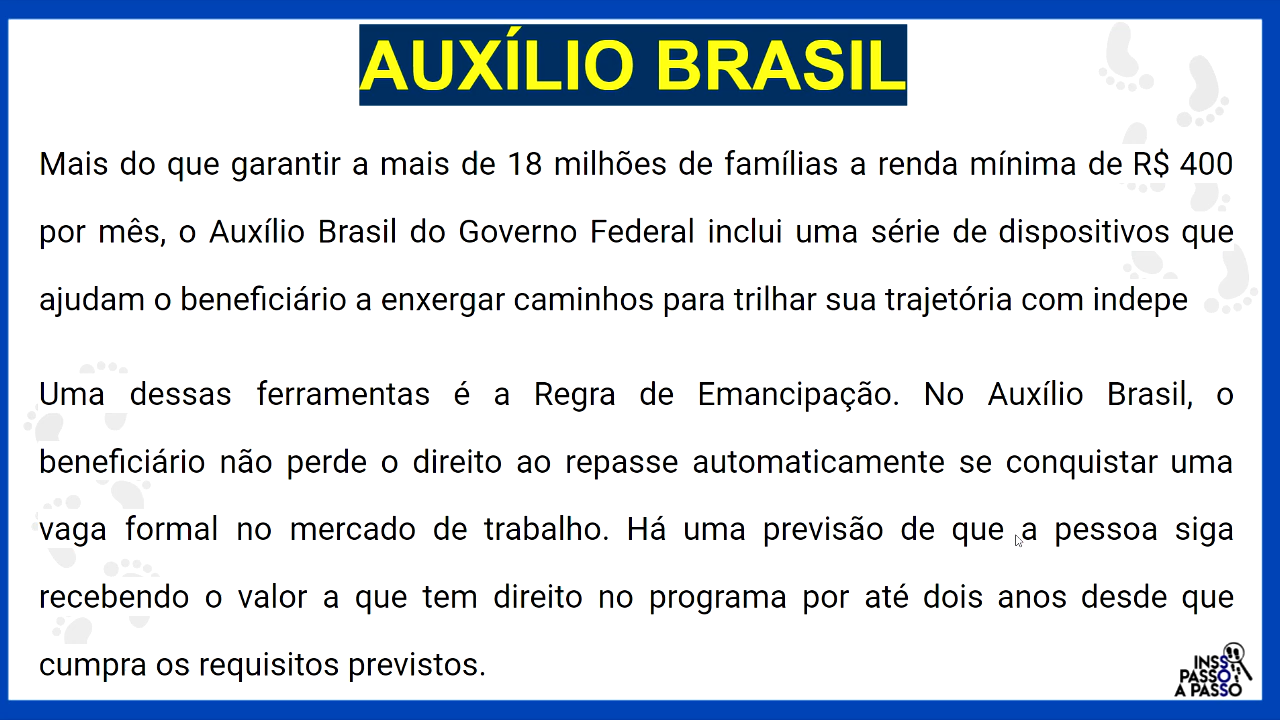 AUXÍLIO BRASIL
Mais do que garantir a mais de 18 milhões de famílias a renda mínima de R$ 400
por mês, o Auxílio Brasil do Governo Federal inclui uma série de dispositivos que
ajudam o beneficiário a enxergar caminhos para trilhar sua trajetória com indepe
Uma dessas ferramentas é a Regra de Emancipação. No Auxílio Brasil, o
beneficiário não perde o direito ao repasse automaticamente se conquistar uma
vaga formal no mercado de trabalho. Há uma previsão de que a pessoa siga
recebendo o valor a que tem direito no programa por até dois anos desde que
cumpra os requisitos previstos.
INSS
PASSO
A PASSO